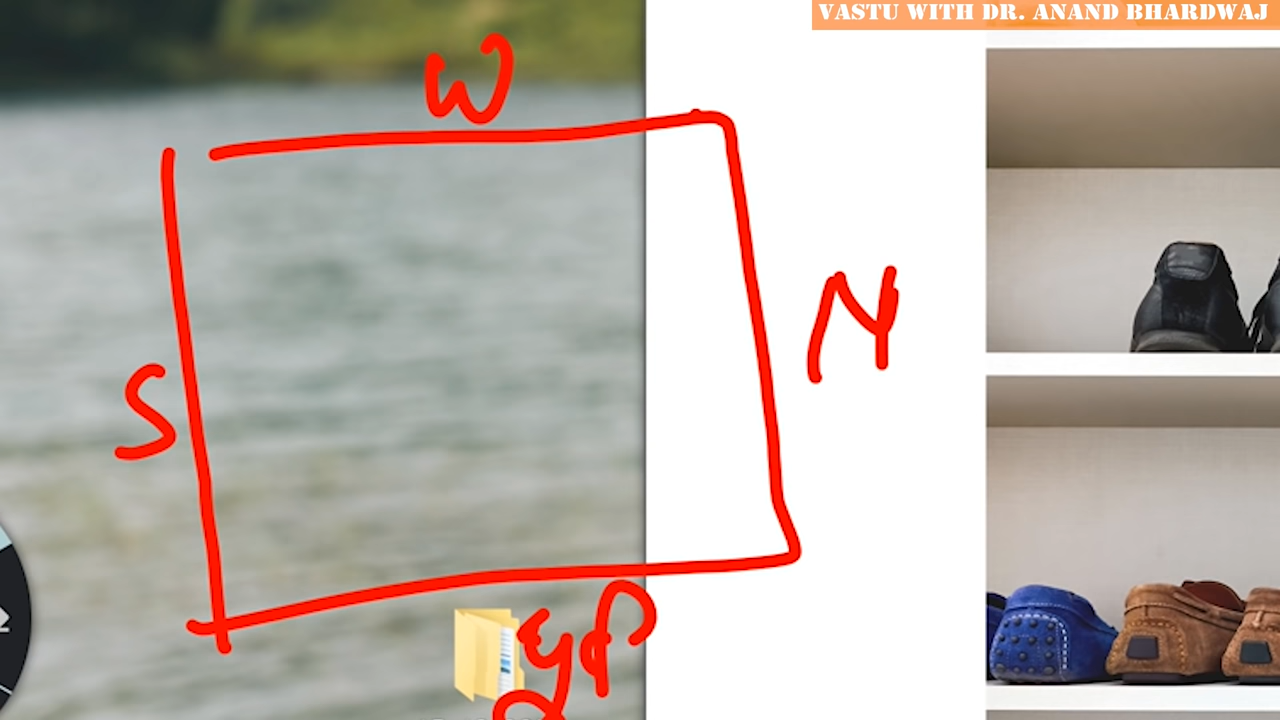 VASTU WITH DR. ANAND BHARDWAJ
W
N
S
पूर्व